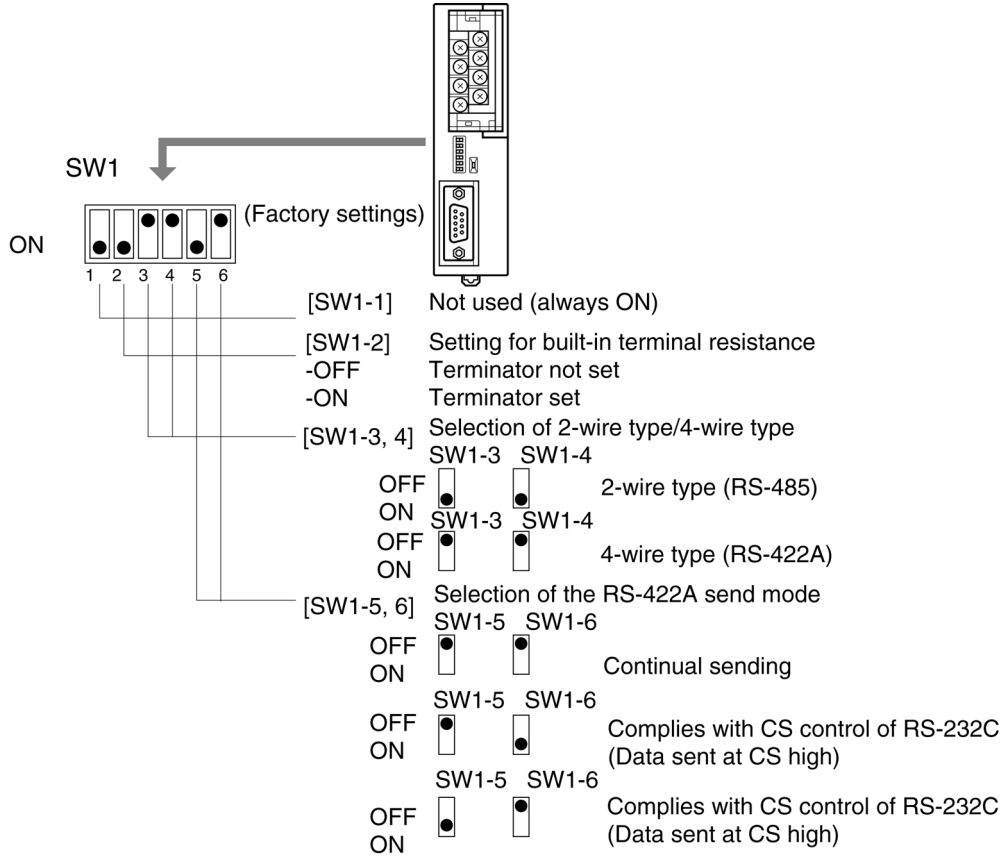 SW1
(Factory settings)
ON
1 2 3 4 5 6
[SW1-1] Not used (always ON)
[SW1-2] Setting for built-in terminal resistance
-OFF Terminator not set
-ON Terminator set
[SW1-3, 4] Selection of 2-wire type/4-wire type
SW1-3 SW1-4
OFF
ON
2-wire type (RS-485)
SW1-3 SW1-4
OFF
ON
4-wire type (RS-422A)
[SW1-5, 6] Selection of the RS-422A send mode
SW1-5 SW1-6
OFF
ON
Continual sending
SW1-5 SW1-6
OFF
ON
Complies with CS control of RS-232C
(Data sent at CS high)
SW1-5 SW1-6
OFF
ON
Complies with CS control of RS-232C
(Data sent at CS high)